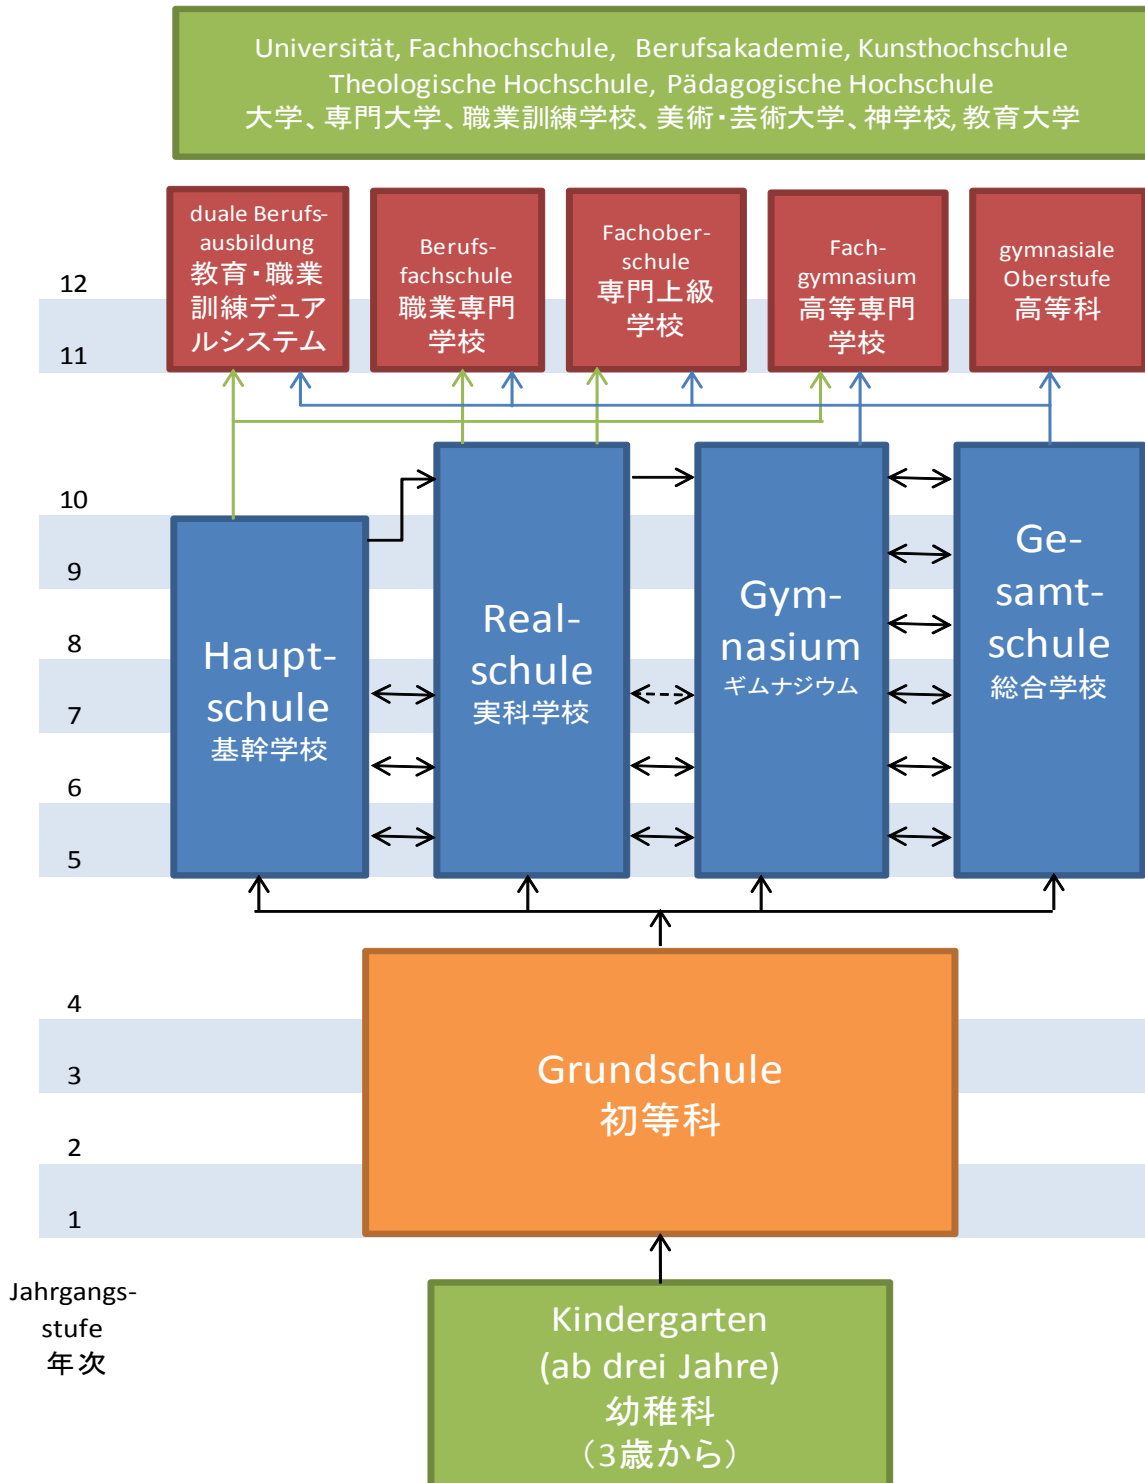 Universität, Fachhochschule, Berufsakademie, Kunsthochschule
Theologische Hochschule, Pädagogische Hochschule
大学、専門大学、職業訓練学校、美術・芸術大学、神学校, 教育大学
duale Berufs-
ausbildung
教育・職業
訓練デュア
ルシステム
Berufs-
fachschule
職業専門
学校
Fachober-
schule
専門上級
学校
Fach-
gymnasium
高等専門
学校
gymnasiale
Oberstufe
高等科
12
11
10
9
8
7
6
5
Haupt-
schule
基幹学校
Real-
schule
実科学校
Gym-
nasium
ギムナジウム
Ge-
samt-
schule
総合学校
4
3
2
1
Grundschule
初等科
Jahrgangs-
stufe
年次
Kindergarten
(ab drei Jahre)
幼稚科
（3歳から）